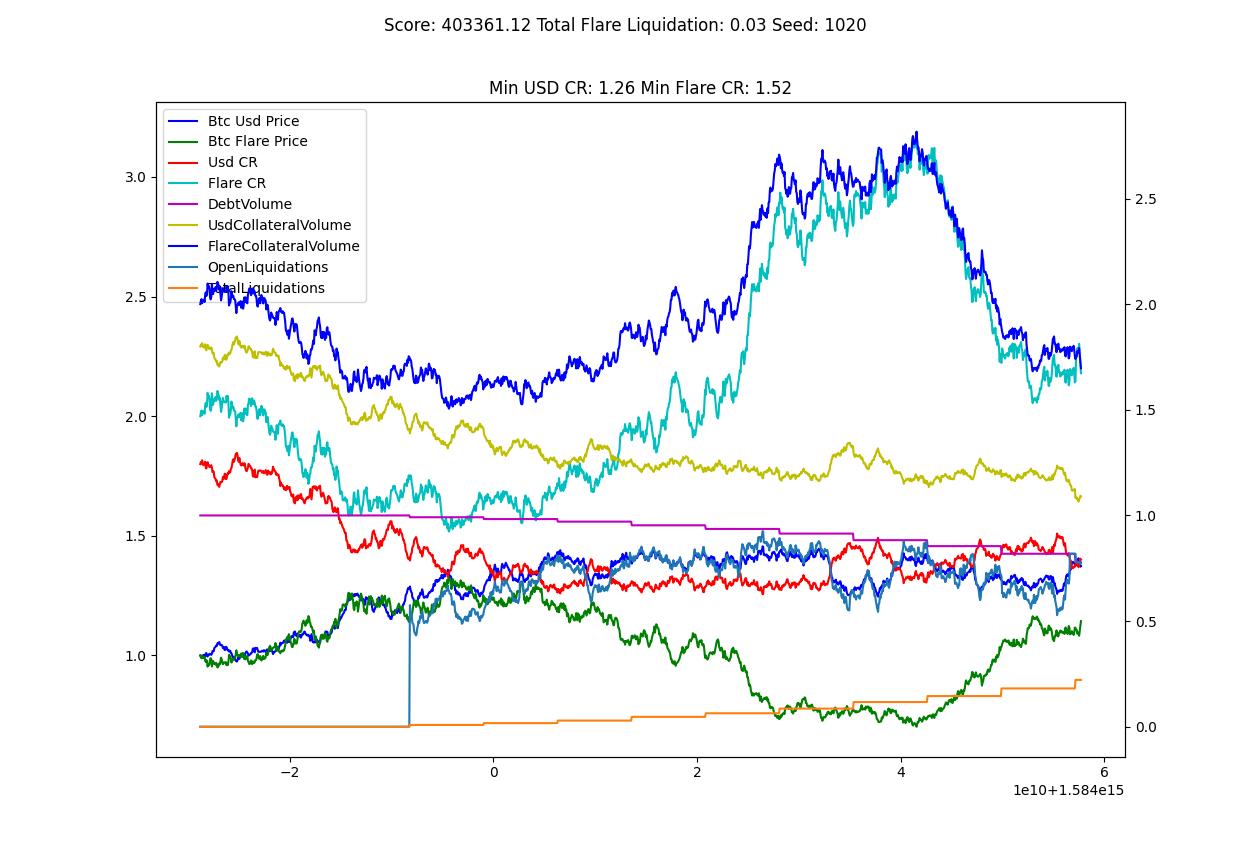 Score: 403361.12 Total Flare Liquidation: 0.03 Seed: 1020
Min USD CR: 1.26 Min Flare CR: 1.52
Btc Usd Price
Btc Flare Price
Usd CR
Flare CR
DebtVolume
UsdCollateralVolume
FlareCollateralVolume
OpenLiquidations
TotalLiquidations
3.0
2.5
2.0
1.5
1.0
2.5
2.0
1.5
1.0
0.5
0.0
−2
0
2
4
6
1e10+1.584e15